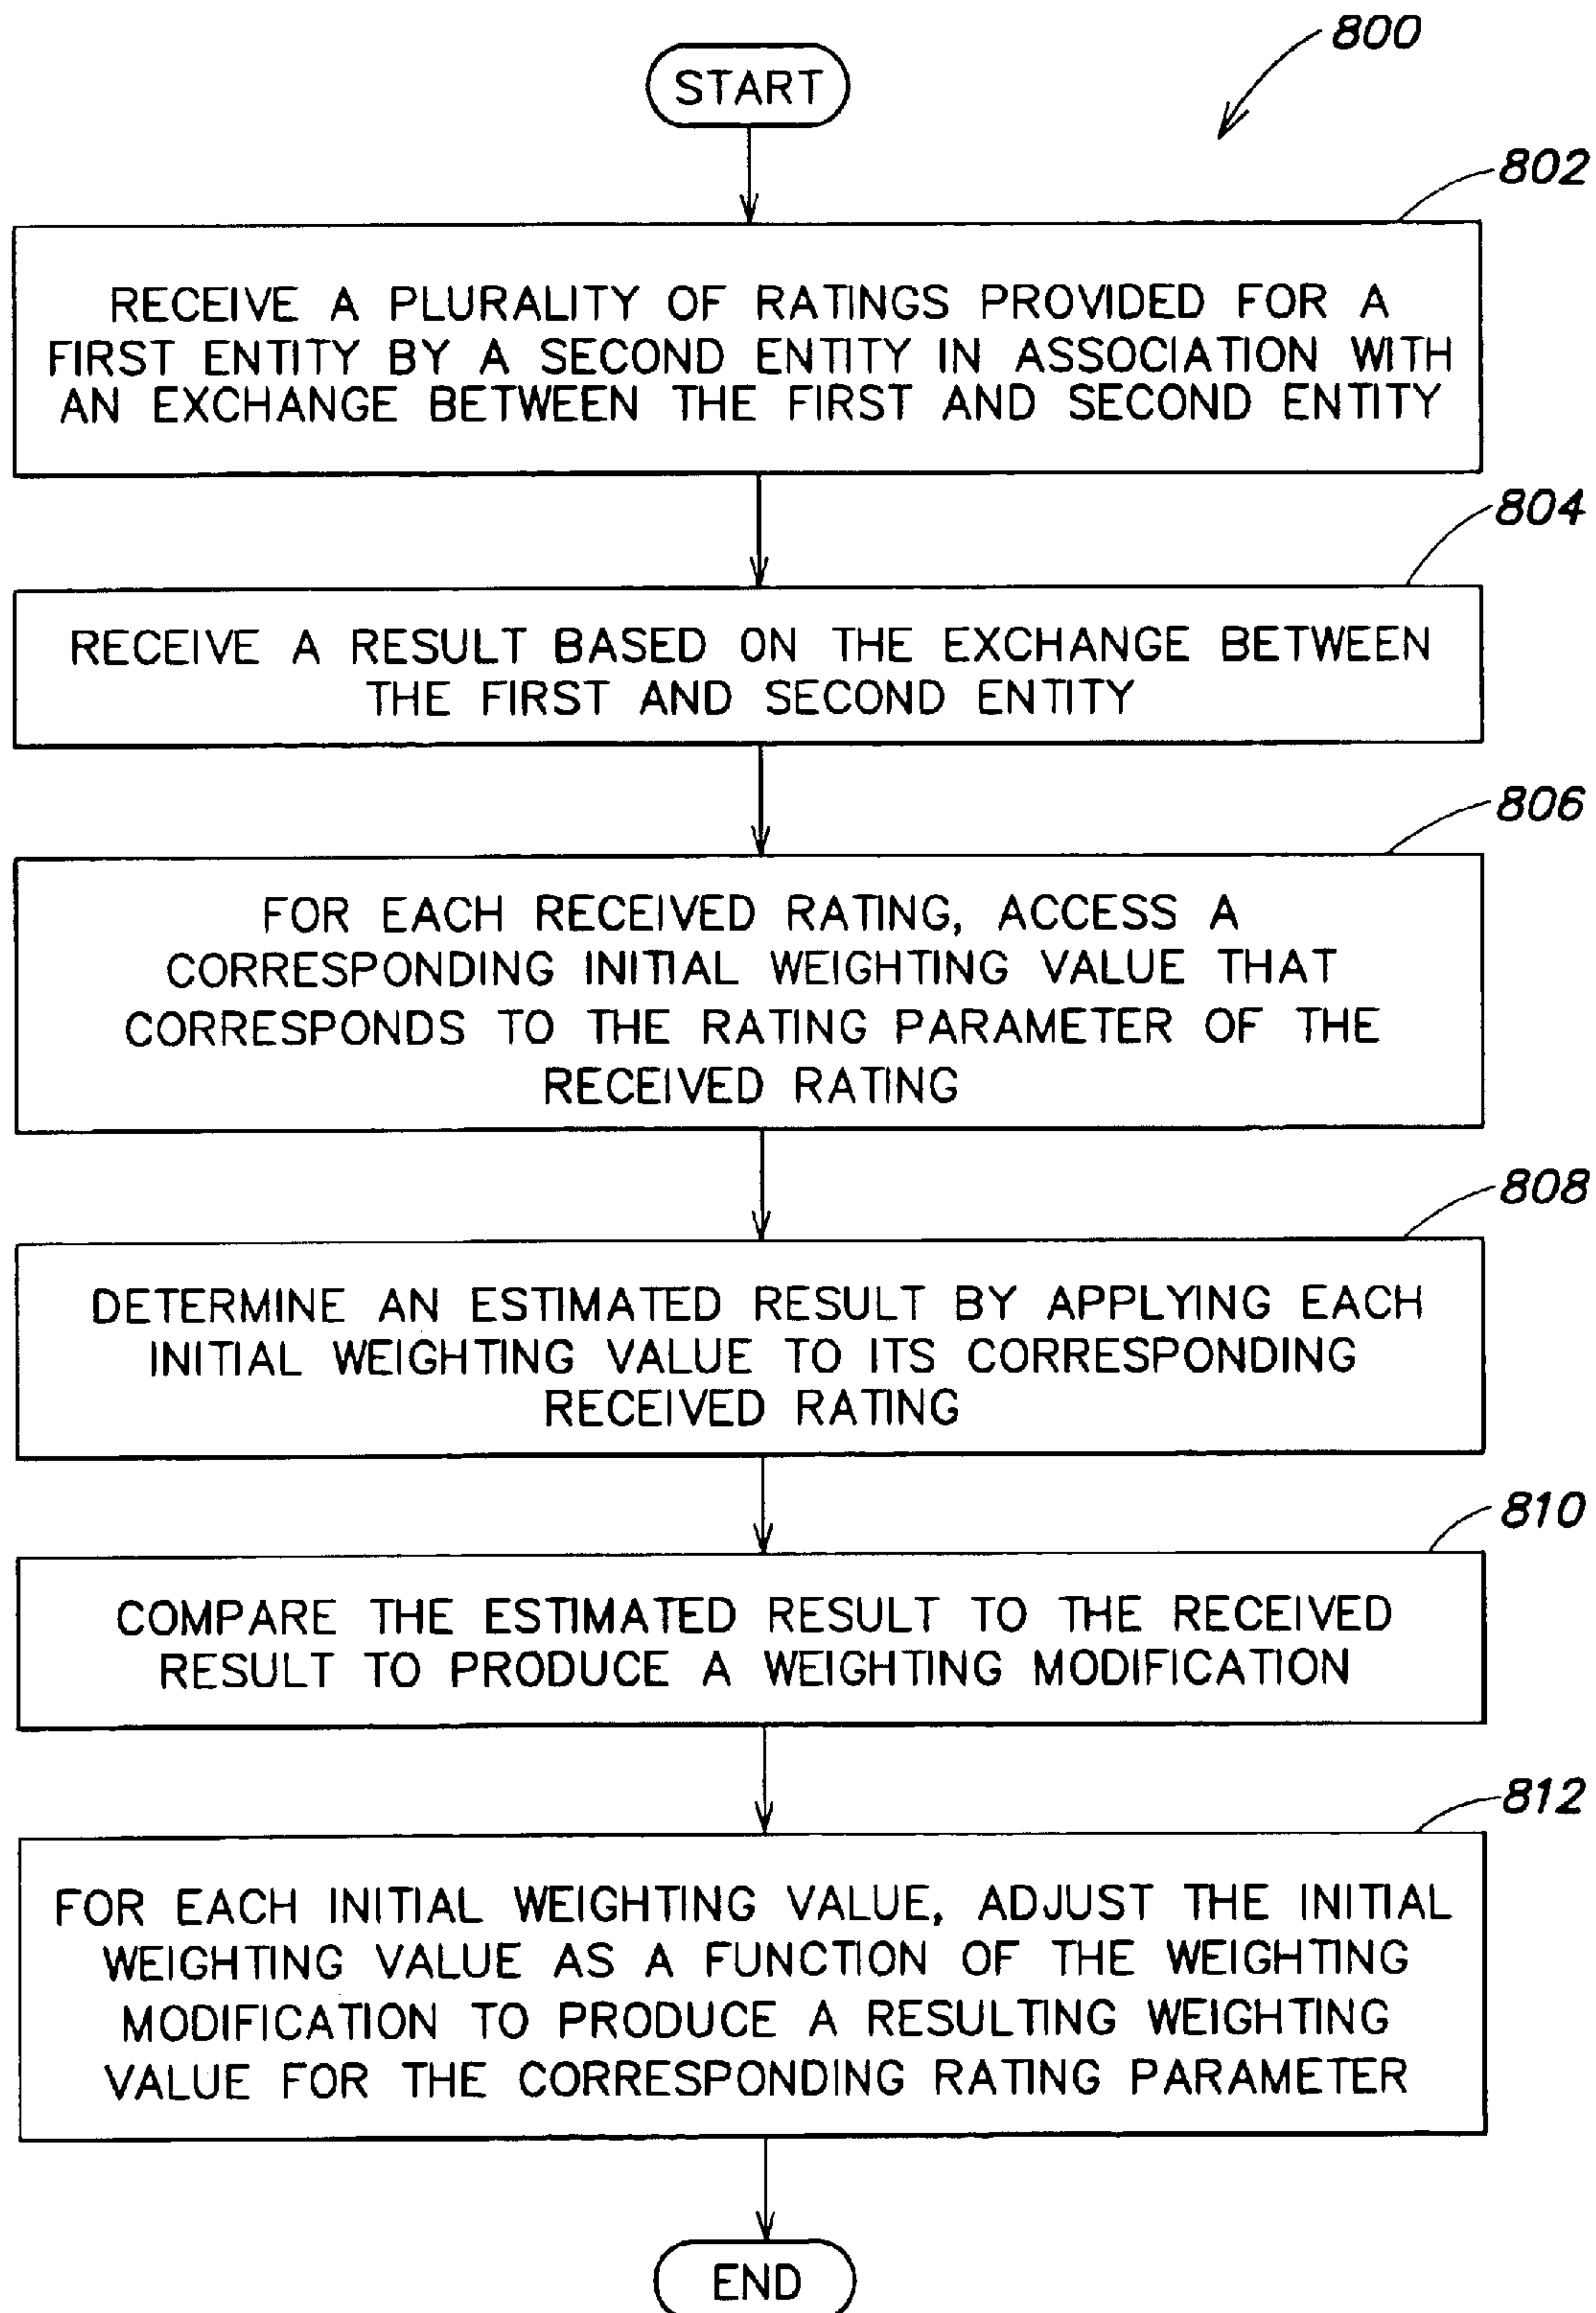 800
START
802
RECEIVE A PLURALITY OF RATINGS PROVIDED FOR A
FIRST ENTITY BY A SECOND ENTITY IN ASSOCIATION WITH
AN EXCHANGE BETWEEN THE FIRST AND SECOND ENTITY
804
RECEIVE A RESULT BASED ON THE EXCHANGE BETWEEN
THE FIRST AND SECOND ENTITY
806
FOR EACH RECEIVED RATING, ACCESS A
CORRESPONDING INITIAL WEIGHTING VALUE THAT
CORRESPONDS TO THE RATING PARAMETER OF THE
RECEIVED RATING
808
DETERMINE AN ESTIMATED RESULT BY APPLYING EACH
INITIAL WEIGHTING VALUE TO ITS CORRESPONDING
RECEIVED RATING
810
COMPARE THE ESTIMATED RESULT TO THE RECEIVED
RESULT TO PRODUCE A WEIGHTING MODIFICATION
812
FOR EACH INITIAL WEIGHTING VALUE, ADJUST THE INITIAL
WEIGHTING VALUE AS A FUNCTION OF THE WEIGHTING
MODIFICATION TO PRODUCE A RESULTING WEIGHTING
VALUE FOR THE CORRESPONDING RATING PARAMETER
END